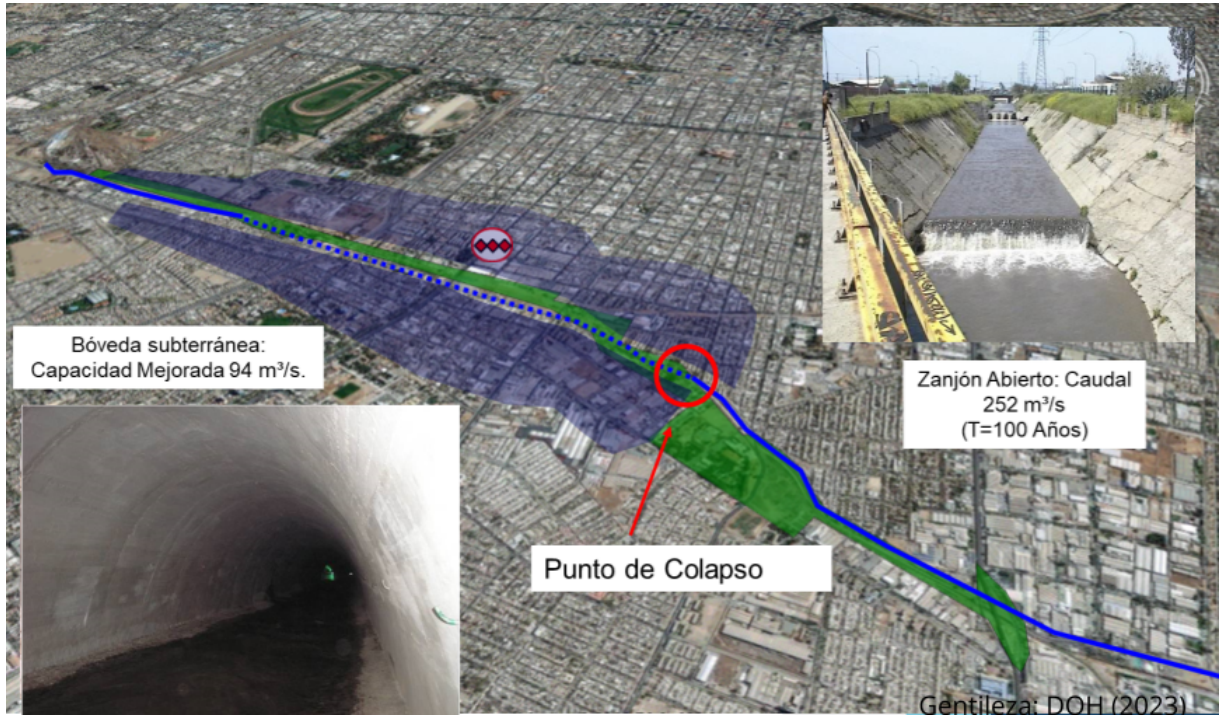 Bóveda subterránea:
Capacidad Mejorada 94 m³/s.
Zanjón Abierto: Caudal
252 m³/s
(T=100 Años)
Punto de Colapso
Gentileza: DOH (2023)